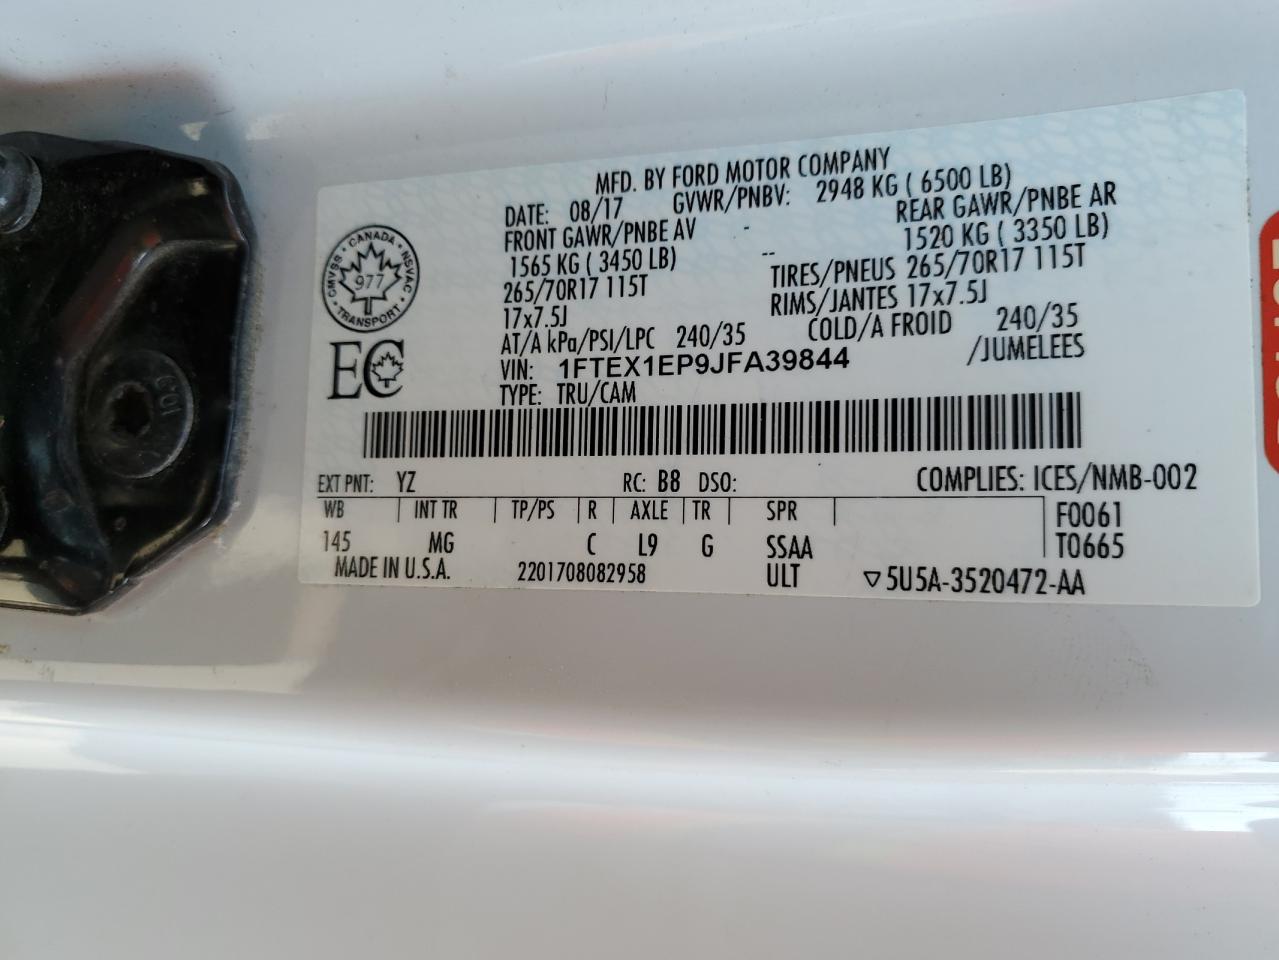 MFD. BY FORD MOTOR COMPANY
DATE: 08/17 GVWR/PNBV: 2948 KG ( 6500 LB)
FRONT GAWR/PNBE AV REAR GAWR/PNBE AR
1565 KG ( 3450 LB) 1520 KG ( 3350 LB)
265/70R17 115T TIRES/PNEUS 265/70R17 115T
17x7.5J RIMS/JANTES 17x7.5J
AT/A kPa/PSI/LPC 240/35 COLD/A FROID 240/35
VIN: 1FTEX1EP9JFA39844 /JUMELEES
TYPE: TRU/CAM
CANADA
CMVSS NSVAC
977
TRANSPORT
EC
EXT PNT: YZ RC: B8 DSO: COMPLIES: ICES/NMB-002
WB INT TR TP/PS R AXLE TR SPR F0061
145 MG C L9 G SSAA T0665
MADE IN U.S.A. 2201708082958 ULT ▽5U5A-3520472-AA